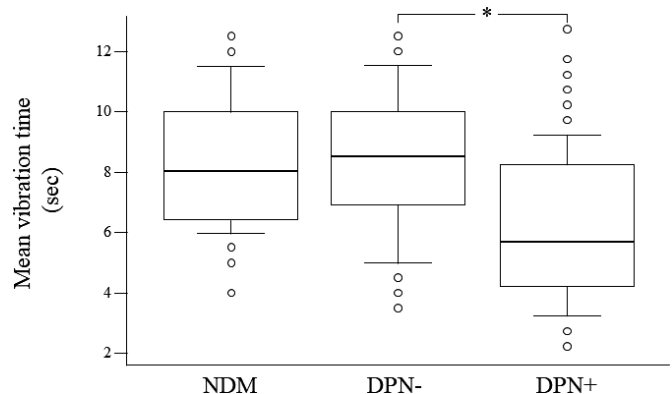 *
12
10
8
6
4
2
Mean vibration time
(sec)
NDM DPN- DPN+